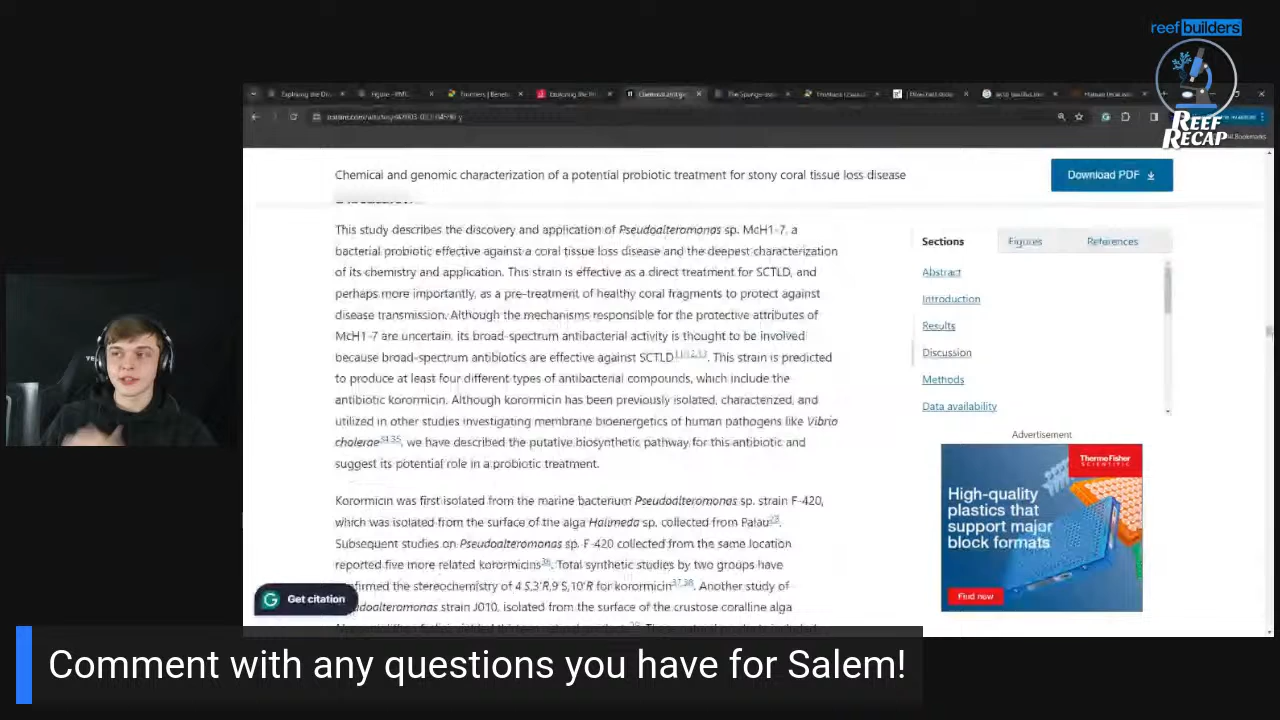 reefbuilders
REEF
RECAP
Download PDF
Chemical and genomic characterization of a potential probiotic treatment for stony coral tissue loss disease
This study describes the discovery and application of Pseudoalteromonas sp. McH1-7, a
bacterial probiotic effective against a coral tissue loss disease and the deepest characterization
of its chemistry and application. This strain is effective as a direct treatment for SCTLD, and
perhaps more importantly, as a pre-treatment of healthy coral fragments to protect against
disease transmission. Although the mechanisms responsible for the protective attributes of
McH1-7 are uncertain, its broad-spectrum antibacterial activity is thought to be involved
because broad-spectrum antibiotics are effective against SCTLD. This strain is predicted
to produce at least four different types of antibacterial compounds, which include the
antibiotic korormicin. Although korormicin has been previously isolated, characterized, and
utilized in other studies investigating membrane bioenergetics of human pathogens like Vibrio
cholerae34,35, we have described the putative biosynthetic pathway for this antibiotic and
suggest its potential role in a probiotic treatment.
Korormicin was first isolated from the marine bacterium Pseudoalteromonas sp. strain F-420,
which was isolated from the surface of the alga Halimeda sp. collected from Palau.
Subsequent studies on Pseudoalteromonas sp. F-420 collected from the same location
reported five more related korormicins36. Total synthetic studies by two groups have
the stereochemistry of 4 S,3′R,9′S,10′R for korormicin37,38. Another study of
strain J010, isolated from the surface of the crustose coralline alga
Sections
Figures
References
Abstract
Introduction
Results
Discussion
Methods
Data availability
Advertisement
ThermoFisher
SCIENTIFIC
High-quality
plastics that
support major
block formats
Find now
Get citation
Comment with any questions you have for Salem!